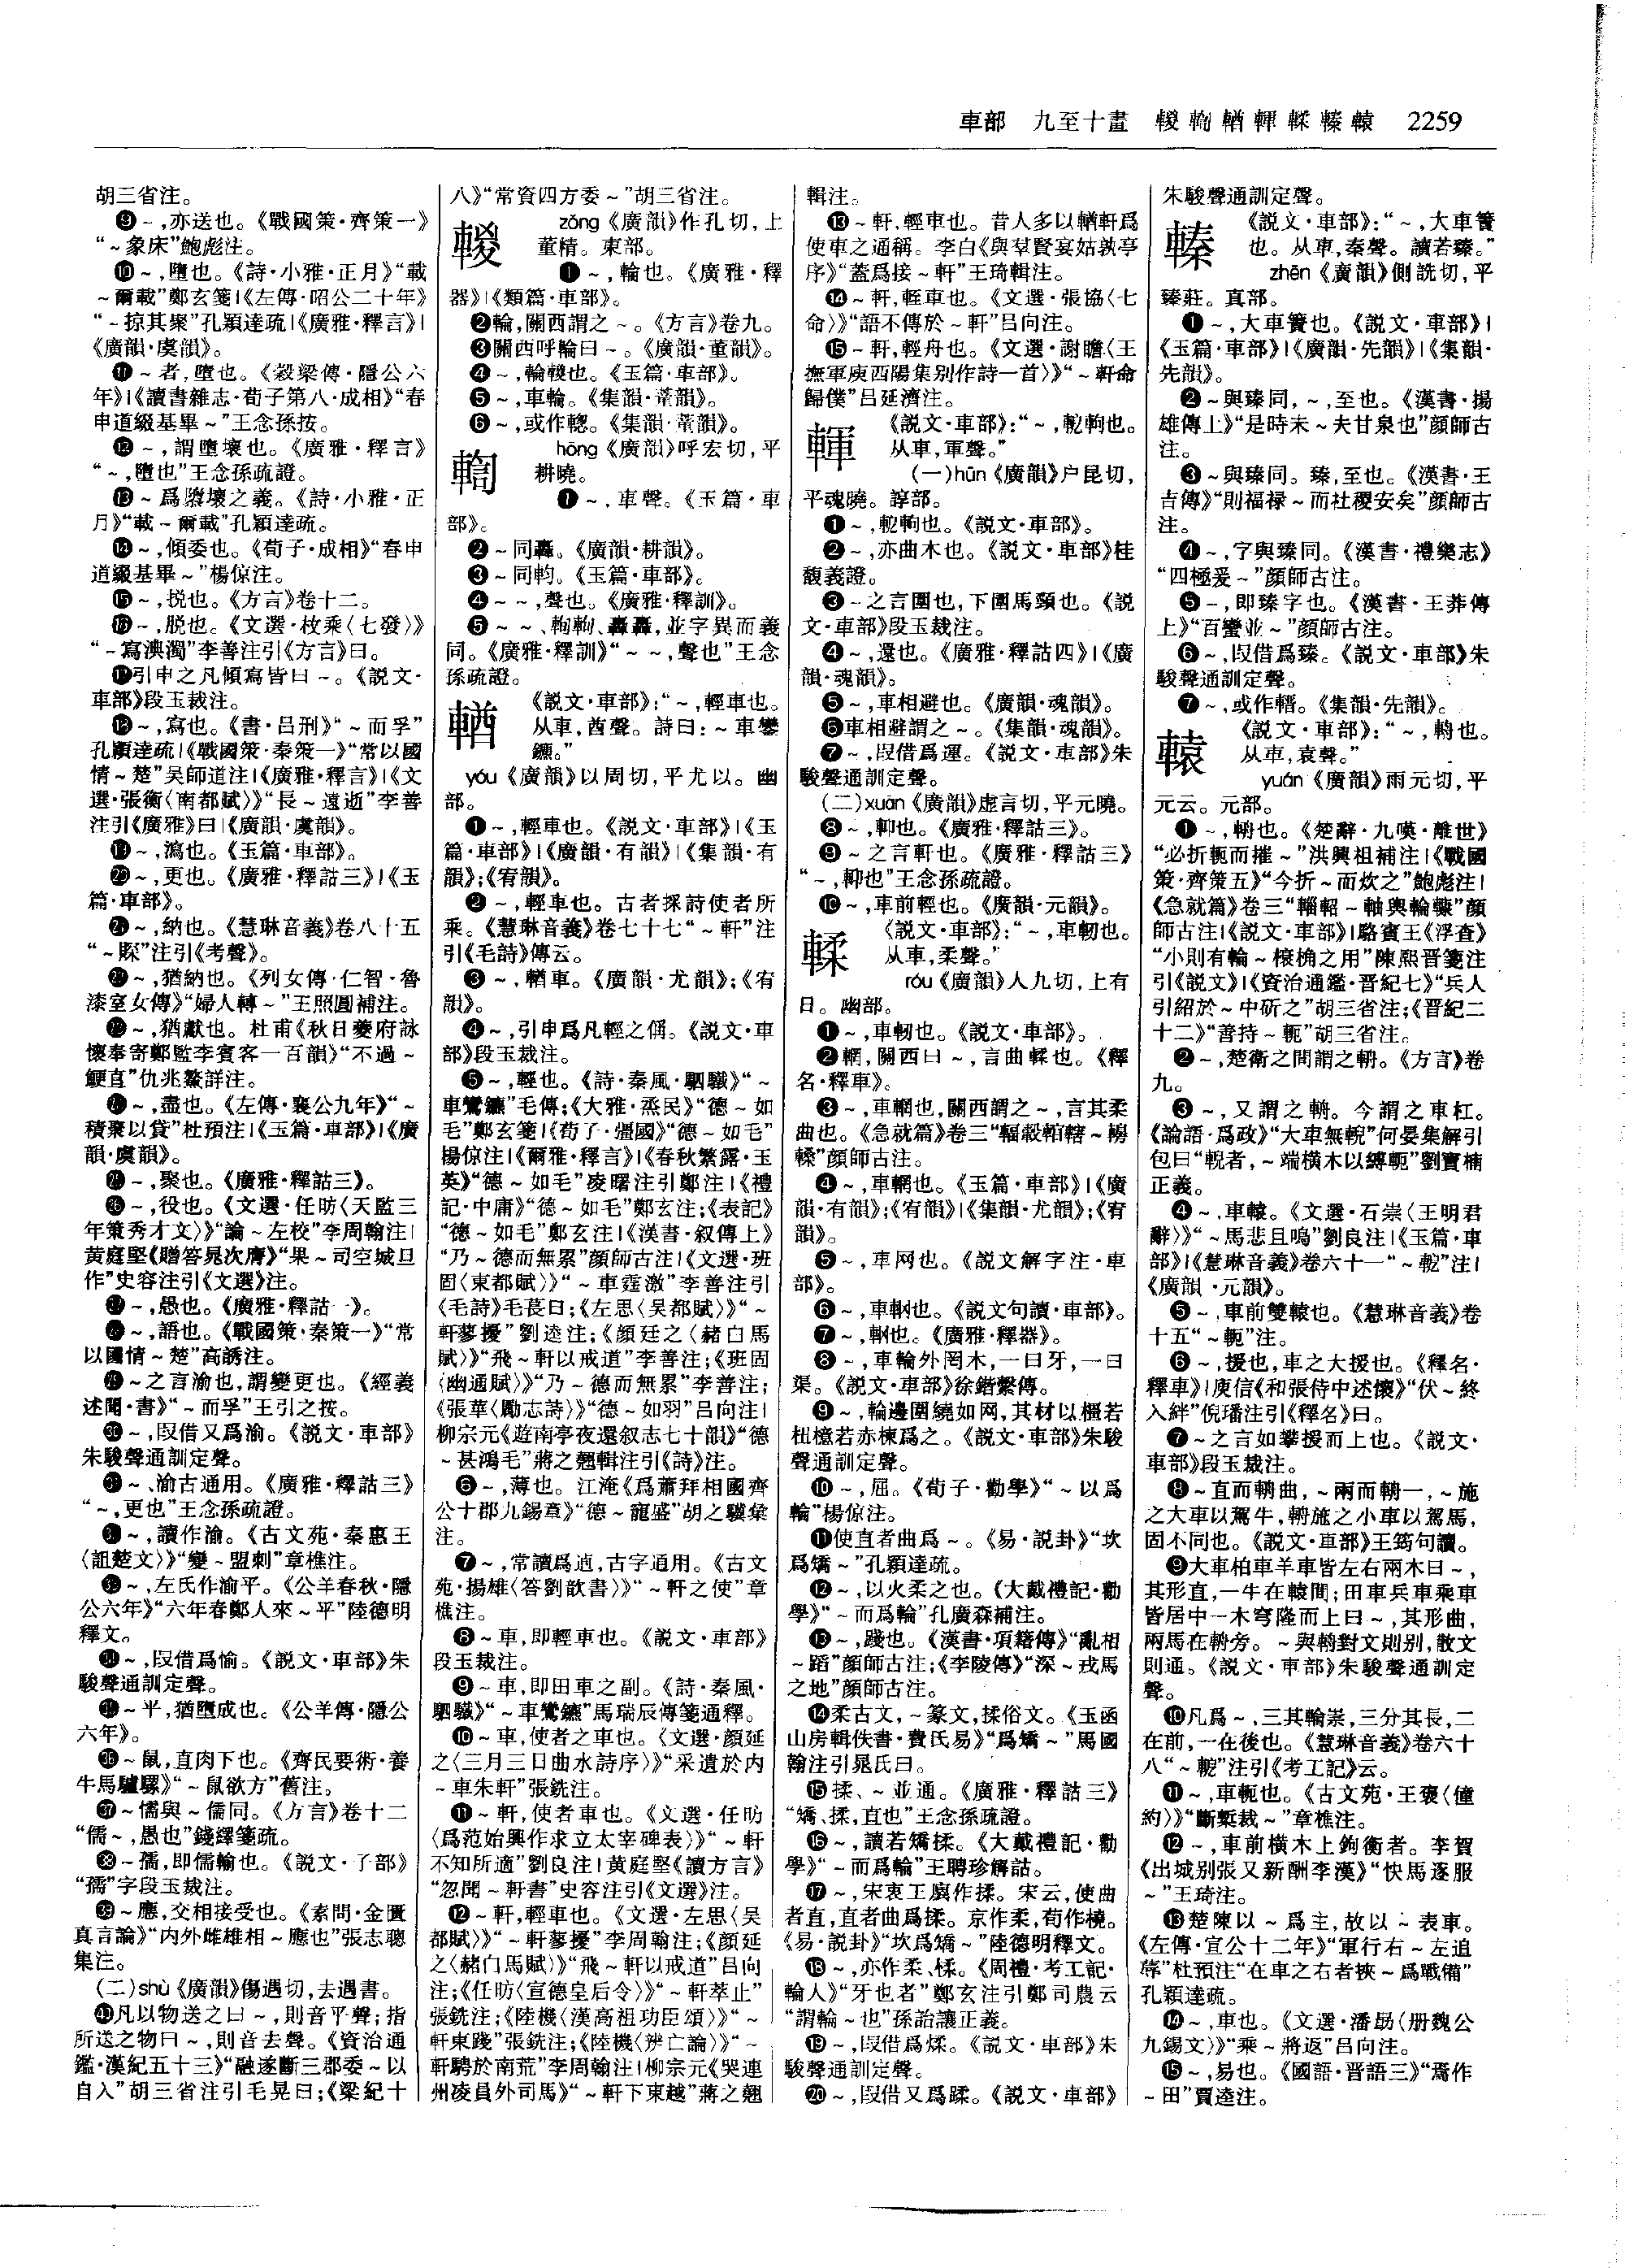 車部　九至十畫　輚軥輶輝輮轃轅　2259
胡三省注。
❾～,亦送也。《戰國策·齊策一》
“～象床”鮑彪注。
❿～,墮也。《詩·小雅·正月》“載
～爾載”鄭玄箋|《左傳·昭公二十年》
“～掠其聚”孔穎達疏|《廣雅·釋言》|
《廣韻·虞韻》。
⓫～者,墮也。《穀梁傳·隱公六
年》|《讀書雜志·荀子第八·成相》“春
申道綴基畢～”王念孫按。
⓬～,謂墮壞也。《廣雅·釋言》
“～,墮也”王念孫疏證。
⓭～爲隳壞之義。《詩·小雅·正
月》“載～爾載”孔穎達疏。
⓮～,傾委也。《荀子·成相》“春申
道綴基畢～”楊倞注。
⓯～,捝也。《方言》卷十二。
⓰～,脱也。《文選·枚乘〈七發〉》
“～寫淟濁”李善注引《方言》曰。
⓱引申之凡傾寫皆曰～。《説文·
車部》段玉裁注。
⓲～,寫也。《書·吕刑》“～而孚”
孔穎達疏|《戰國策·秦策一》“常以國
情～楚”吴師道注|《廣雅·釋言》|《文
選·張衡〈南都賦〉》“長～遠逝”李善
注引《廣雅》曰|《廣韻·虞韻》。
⓳～,瀉也。《玉篇·車部》。
⓴～,更也。《廣雅·釋詁三》|《玉
篇·車部》。
㉑～,納也。《慧琳音義》卷八十五
“～賝”注引《考聲》。
㉒～,猶納也。《列女傳·仁智·魯
漆室女傳》“婦人轉～”王照圓補注。
㉓～,猶獻也。杜甫《秋日夔府詠
懷奉寄鄭監李賓客一百韻》“不過～
鯁直”仇兆鰲詳注。
㉔～,盡也。《左傳·襄公九年》“～
積聚以貸”杜預注|《玉篇·車部》|《廣
韻·虞韻》。
㉕～,聚也。《廣雅·釋詁三》。
㉖～,役也。《文選·任昉〈天監三
年策秀才文〉》“論～左校”李周翰注|
黄庭堅《贈答晁次膺》“果～司空城旦
作”史容注引《文選》注。
㉗～,愚也。《廣雅·釋詁一》。
㉘～,語也。《戰國策·秦策一》“常
以國情～楚”高誘注。
㉙～之言渝也,謂變更也。《經義
述聞·書》“～而孚”王引之按。
㉚～,叚借又爲渝。《説文·車部》
朱駿聲通訓定聲。
㉛～、渝古通用。《廣雅·釋詁三》
“～,更也”王念孫疏證。
㉜～,讀作渝。《古文苑·秦惠王
〈詛楚文〉》“變～盟刺”章樵注。
㉝～,左氏作渝平。《公羊春秋·隱
公六年》“六年春鄭人來～平”陸德明
釋文。
㉞～,叚借爲愉。《説文·車部》朱
駿聲通訓定聲。
㉟～平,猶墮成也。《公羊傳·隱公
六年》。
㊱～鼠,直肉下也。《齊民要術·養
牛馬驢騾》“～鼠欲方”舊注。
㊲～儒與～儒同。《方言》卷十二
“儒～,愚也”錢繹箋疏。
㊳～孺,即儒輸也。《説文·子部》
“孺”字段玉裁注。
㊴～應,交相接受也。《素問·金匱
真言論》“内外雌雄相～應也”張志聰
集注。
(二)shù《廣韻》傷遇切,去遇書。
㊵凡以物送之曰～,則音平聲;指
所送之物曰～,則音去聲。《資治通
鑑·漢紀五十三》“融遂斷三郡委～以
自入”胡三省注引毛晃曰;《梁紀十
八》“常資四方委～”胡三省注。
輚　zǒng《廣韻》作孔切,上
董精。東部。
❶～,輪也。《廣雅·釋
器》|《類篇·車部》。
❷輪,關西謂之～。《方言》卷九。
❸關西呼輪曰～。《廣韻·董韻》。
❹～,輪輚也。《玉篇·車部》。
❺～,車輪。《集韻·董韻》。
❻～,或作轗。《集韻·董韻》。
hōng《廣韻》呼宏切,平
耕曉。
❶～,車聲。《玉篇·車
部》。
❷～同轟。《廣韻·耕韻》。
❸～同軥。《玉篇·車部》。
❹～～,聲也。《廣雅·釋訓》。
❺～～、輷輷、轟轟,並字異而義
同。《廣雅·釋訓》“～～,聲也”王念
孫疏證。
輶　《説文·車部》:“～,輕車也。
从車,酋聲。詩曰:～車鑾
鑣。”
yóu《廣韻》以周切,平尤以。幽
部。
❶～,輕車也。《説文·車部》|《玉
篇·車部》|《廣韻·有韻》|《集韻·有
韻》;《宥韻》。
❷～,輕車也。古者採詩使者所
乘。《慧琳音義》卷七十七“～軒”注
引《毛詩》傳云。
❸～,輶車。《廣韻·尤韻》;《宥
韻》。
❹～,引申爲凡輕之偁。《説文·車
部》段玉裁注。
❺～,輕也。《詩·秦風·駟驖》“～
車鸞鑣”毛傳;《大雅·烝民》“德～如
毛”鄭玄箋|《荀子·彊國》“德～如毛”
楊倞注|《爾雅·釋言》|《春秋繁露·玉
英》“德～如毛”凌曙注引鄭注|《禮
記·中庸》“德～如毛”鄭玄注;《表記》
“德～如毛”鄭玄注|《漢書·叙傳上》
“乃～德而無累”顔師古注|《文選·班
固〈東都賦〉》“～車霆激”李善注引
《毛詩》毛萇曰;《左思〈吴都賦〉》“～
軒蓼擾”劉逵注;《顔延之〈赭白馬
賦〉》“飛～軒以戒道”李善注;《班固
〈幽通賦〉》“乃～德而無累”李善注;
《張華〈勵志詩〉》“德～如羽”吕向注|
柳宗元《遊南亭夜還叙志七十韻》“德
～甚鴻毛”蔣之翹輯注引《詩》注。
❻～,薄也。江淹《爲蕭拜相國齊
公十郡九錫章》“德～寵盛”胡之驥彙
注。
❼～,常讀爲遒,古字通用。《古文
苑·揚雄〈答劉歆書〉》“～軒之使”章
樵注。
❽～車,即輕車也。《説文·車部》
段玉裁注。
❾～車,即田車之副。《詩·秦風·
駟驖》“～車鸞鑣”馬瑞辰傳箋通釋。
❿～車,使者之車也。〈文選·顔延
之〈三月三日曲水詩序〉》“采遺於内
～車朱軒”張銑注。
⓫～軒,使者車也。《文選·任昉
〈爲范始興作求立太宰碑表〉》“～軒
不知所適”劉良注|黄庭堅《讀方言》
“忽聞～軒書”史容注引《文選》注。
⓬～軒,輕車也。《文選·左思〈吴
都賦〉》“～軒蓼擾”李周翰注;《顔延
之〈赭白馬賦〉》“飛～軒以戒道”吕向
注;《任昉〈宣德皇后令〉》“～軒萃止”
張銑注;《陸機〈漢高祖功臣頌〉》“～
軒東踐”張銑注;《陸機〈辨亡論〉》“～
軒騁於南荒”李周翰注|柳宗元《哭連
州凌員外司馬》“～軒下東越”蔣之翹
輯注。
⓭～軒,輕車也。昔人多以輶軒爲
使車之通稱。李白《與羣賢宴姑孰亭
序》“蓋爲接～軒”王琦輯注。
⓮～軒,輕車也。《文選·張協〈七
命〉》“語不傳於～軒”吕向注。
⓯～軒,輕舟也。《文選·謝瞻〈王
撫軍庾西陽集别作詩一首〉》“～軒命
歸僕”吕延濟注。
《説文·車部》:“～,軶軥也。
从車,軍聲。”
(一)hún《廣韻》户昆切,
平魂曉。諄部。
❶～,軶軥也。《説文·車部》。
❷～,亦曲木也。《説文·車部》桂
馥義證。
❸～之言圍也,下圍馬頸也。《説
文·車部》段玉裁注。
❹～,還也。《廣雅·釋詁四》|《廣
韻·魂韻》。
❺～,車相避也。《廣韻·魂韻》。
❻車相避謂之～。《集韻·魂韻》。
❼～,叚借爲運。《説文·車部》朱
駿聲通訓定聲。
(二)xuān《廣韻》虚言切,平元曉。
❽～,軔也。《廣雅·釋詁三》。
❾～之言軒也。《廣雅·釋詁三》
“～,軔也”王念孫疏證。
❿～,車前輕也。《廣韻·元韻》。
輮　《説文·車部》:“～,車軔也。
从車,柔聲。”
róu《廣韻》人九切,上有
日。幽部。
❶～,車軔也。《説文·車部》。
❷輞,關西曰～,言曲輮也。《釋
名·釋車》。
❸～,車輞也,關西謂之～,言其柔
曲也。《急就篇》卷三“輻轂輨轄～轑
轅”顔師古注。
❹～,車輞也。《玉篇·車部》|《廣
韻·有韻》;《宥韻》|《集韻·尤韻》;《宥
韻》。
❺～,車网也。《説文解字注·車
部》。
❻～,車輞也。《説文句讀·車部》。
❼～,輞也。《廣雅·釋器》。
❽～,車輪外罔木,一曰牙,一曰
渠。《説文·車部》徐鍇繫傳。
❾～,輪邊圍繞如网,其材以橿若
杻檍若赤棟爲之。《説文·車部》朱駿
聲通訓定聲。
❿～,屈。《荀子·勸學》“～以爲
輪”楊倞注。
⓫使直者曲爲～。《易·説卦》“坎
爲矯～”孔穎達疏。
⓬～,以火柔之也。《大戴禮記·勸
學》“～而爲輪”孔廣森補注。
⓭～,踐也。《漢書·項籍傳》“亂相
～蹈”顔師古注;《李陵傳》“深～戎馬
之地”顔師古注。
⓮柔古文,～篆文,揉俗文。《玉函
山房輯佚書·費氏易》“爲矯～”馬國
翰注引晁氏曰。
⓯揉、～並通。《廣雅·釋詁三》
“矯、揉,直也”王念孫疏證。
⓰～,讀若矯揉。《大戴禮記·勸
學》“～而爲輪”王聘珍解詁。
⓱～,宋衷王廙作揉。宋云,使曲
者直,直者曲爲揉。京作柔,荀作橈。
《易·説卦》“坎爲矯～”陸德明釋文。
⓲～,亦作柔、楺。《周禮·考工記·
輪人》“牙也者”鄭玄注引鄭司農云
“謂輪～也”孫詒讓正義。
⓳～,叚借爲煣。《説文·車部》朱
駿聲通訓定聲。
⓴～,叚借又爲蹂。《説文·車部》
朱駿聲通訓定聲。
轃　《説文·車部》:“～,大車簀
也。从車,秦聲。讀若臻。”
zhēn《廣韻》側詵切,平
臻莊。真部。
❶～,大車簀也。《説文·車部》|
《玉篇·車部》|《廣韻·先韻》|《集韻·
先韻》。
❷～與臻同,～,至也。《漢書·揚
雄傳上》“是時未～夫甘泉也”顔師古
注。
❸～與臻同。臻,至也。《漢書·王
吉傳》“則福禄～而社稷安矣”顔師古
注。
❹～,字與臻同。《漢書·禮樂志》
“四極爰～”顔師古注。
❺～,即臻字也。《漢書·王莽傳
上》“百蠻並～”顔師古注。
❻～,叚借爲臻。《説文·車部》朱
駿聲通訓定聲。
❼～,或作轃。《集韻·先韻》。
轅　《説文·車部》:“～,輈也。
从車,袁聲。”
yuán《廣韻》雨元切,平
元云。元部。
❶～,輈也。《楚辭·九嘆·離世》
“必折軛而摧～”洪興祖補注|《戰國
策·齊策五》“今折～而炊之”鮑彪注|
《急就篇》卷三“輜軺～軸輿輪轑”顔
師古注|《説文·車部》|駱賓王《浮查》
“小則有輪～榱桷之用”陳熙晋箋注
引《説文》|《資治通鑑·晋紀七》“兵人
引紹於～中斫之”胡三省注;《晋紀二
十二》“善持～軛”胡三省注。
❷～,楚衛之間謂之輈。《方言》卷
九。
❸～,又謂之輈。今謂之車杠。
《論語·爲政》“大車無輗”何晏集解引
包曰“輗者,～端横木以縛軛”劉寶楠
正義。
❹～,車轅。《文選·石崇〈王明君
辭〉》“～馬悲且鳴”劉良注|《玉篇·車
部》|《慧琳音義》卷六十一“～軶”注|
《廣韻·元韻》。
❺～,車前雙轅也。《慧琳音義》卷
十五“～軛”注。
❻～,援也,車之大援也。《釋名·
釋車》|庾信《和張侍中述懷》“伏～終
入絆”倪璠注引《釋名》曰。
❼～之言如攀援而上也。《説文·
車部》段玉裁注。
❽～直而輈曲,～兩而輈一,～施
之大車以駕牛,輈施之小車以駕馬,
固不同也。《説文·車部》王筠句讀。
❾大車柏車羊車皆左右兩木曰～,
其形直,一牛在轅間;田車兵車乘車
皆居中一木穹隆而上曰～,其形曲,
兩馬在輈旁。～與輈對文則别,散文
則通。《説文·車部》朱駿聲通訓定
聲。
❿凡爲～,三其輪崇,三分其長,二
在前,一在後也。《慧琳音義》卷六十
八“～軶”注引《考工記》云。
⓫～,車軛也。《古文苑·王褒〈僮
約〉》“斷槧裁～”章樵注。
⓬～,車前横木上鉤衡者。李賀
《出城别張又新酬李漢》“快馬逐服
～”王琦注。
⓭楚陳以～爲主,故以～表車。
《左傳·宣公十二年》“軍行右～左追
蓐”杜預注“在車之右者挾～爲戰備”
孔穎達疏。
⓮～,車也。《文選·潘勗〈册魏公
九錫文〉》“乘～將返”吕向注。
⓯～,易也。《國語·晋語三》“焉作
～田”賈逵注。